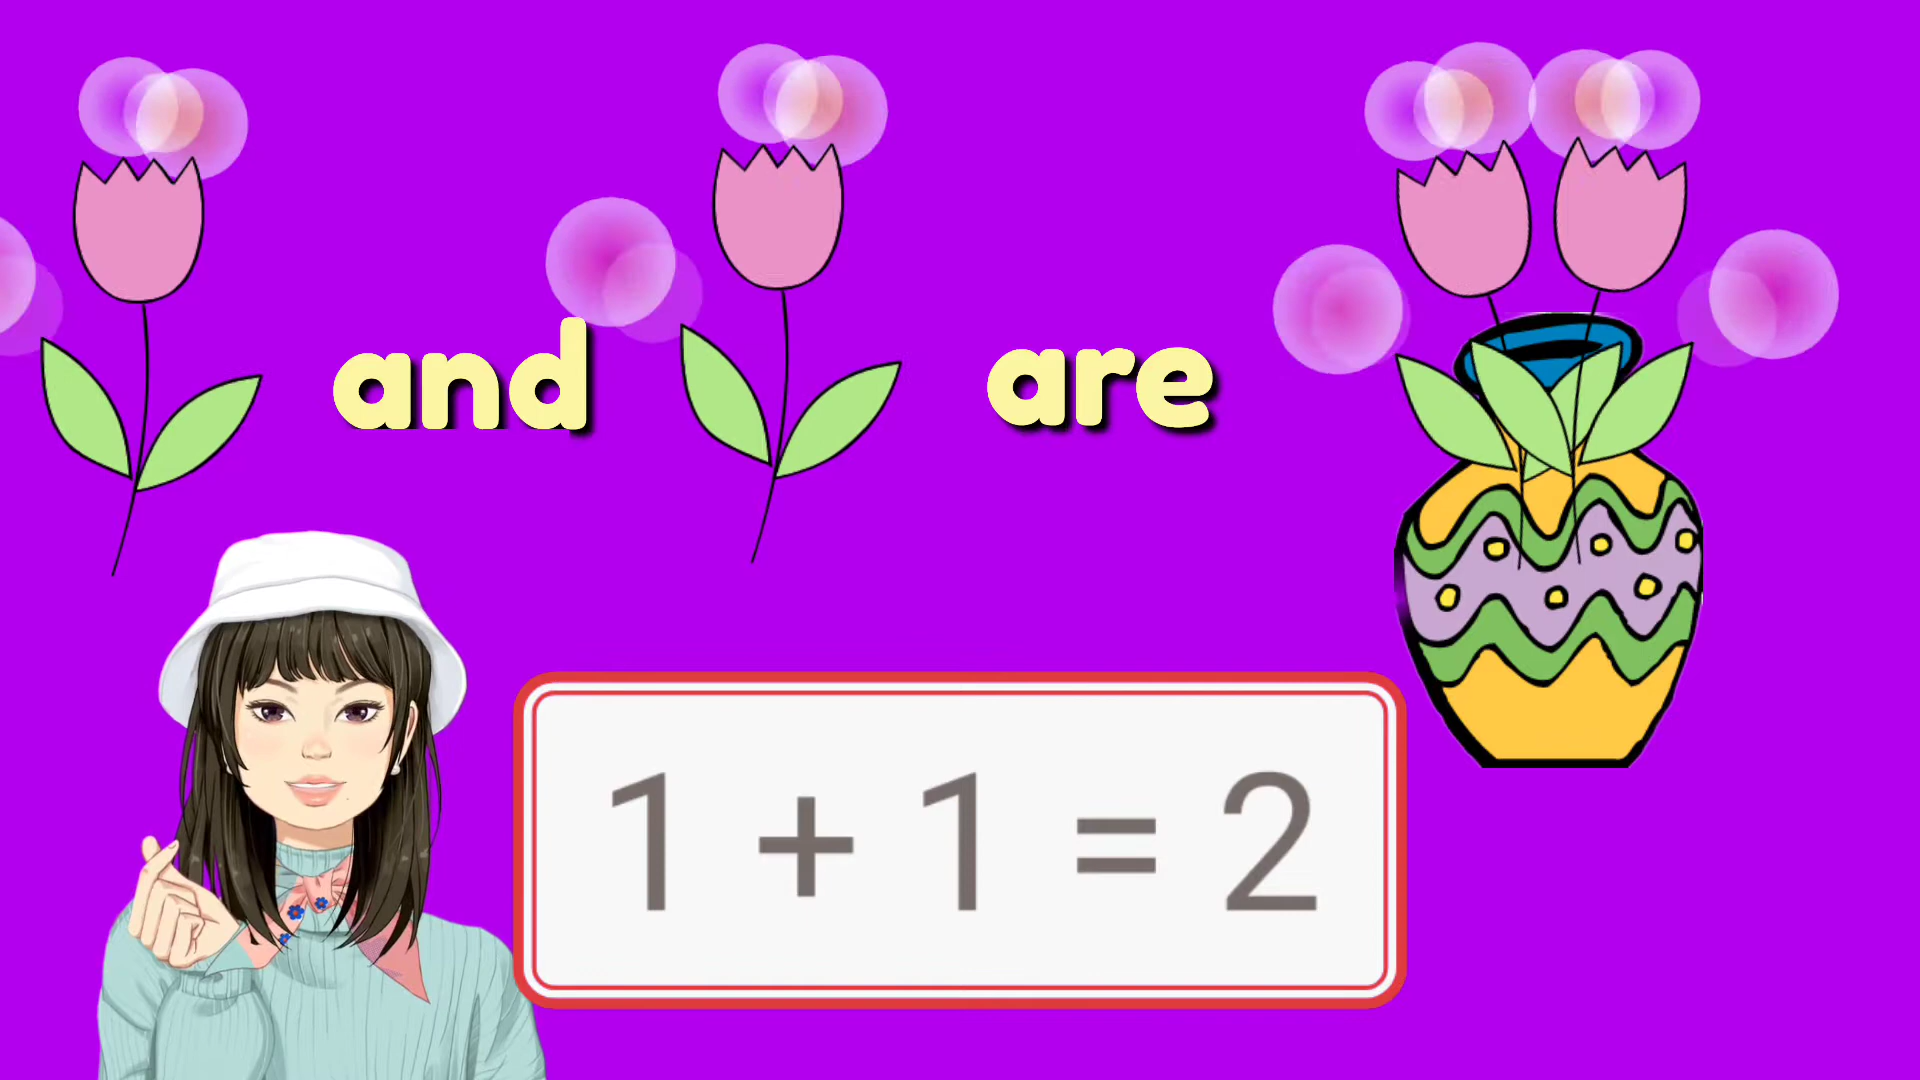 and are
1 + 1 = 2